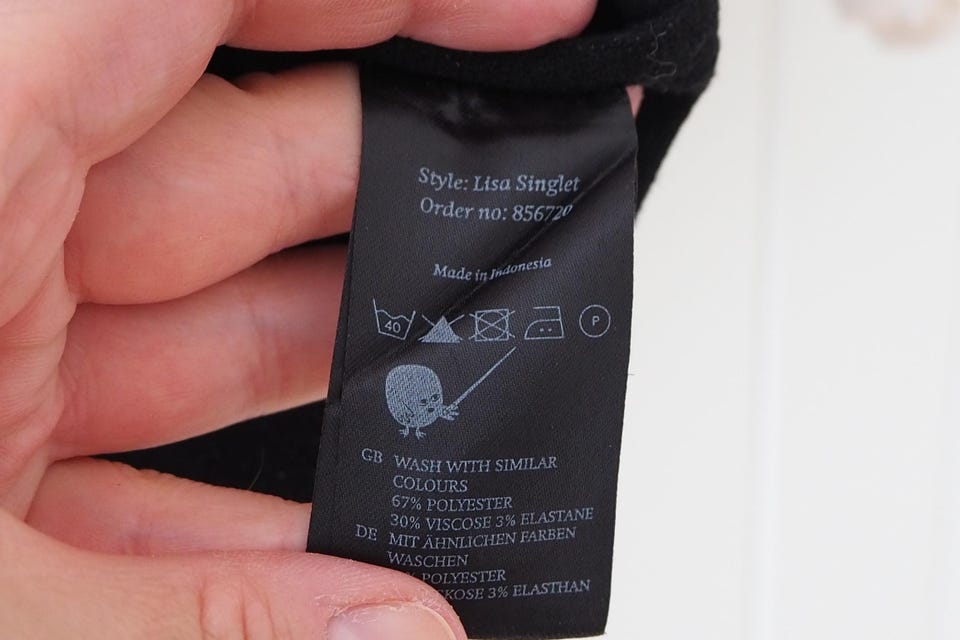 Style: Lisa Singlet
Order no: 856720
Made in Indonesia
40 P
GB WASH WITH SIMILAR
COLOURS
67% POLYESTER
30% VISCOSE 3% ELASTANE
DE MIT ÄHNLICHEN FARBEN
WASCHEN
% POLYESTER
3% ELASTHAN